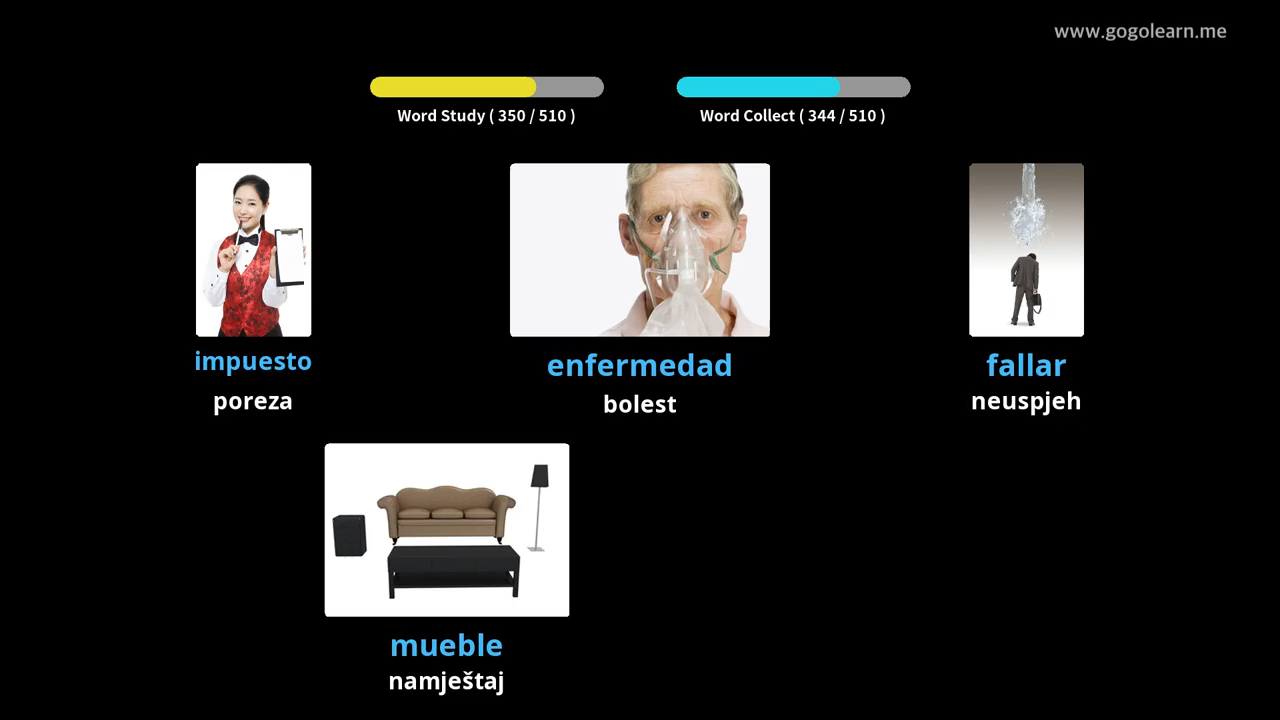 www.gogolearn.me
Word Study ( 350 / 510 )
Word Collect ( 344 / 510 )
impuesto
poreza
enfermedad
bolest
fallar
neuspjeh
mueble
namještaj